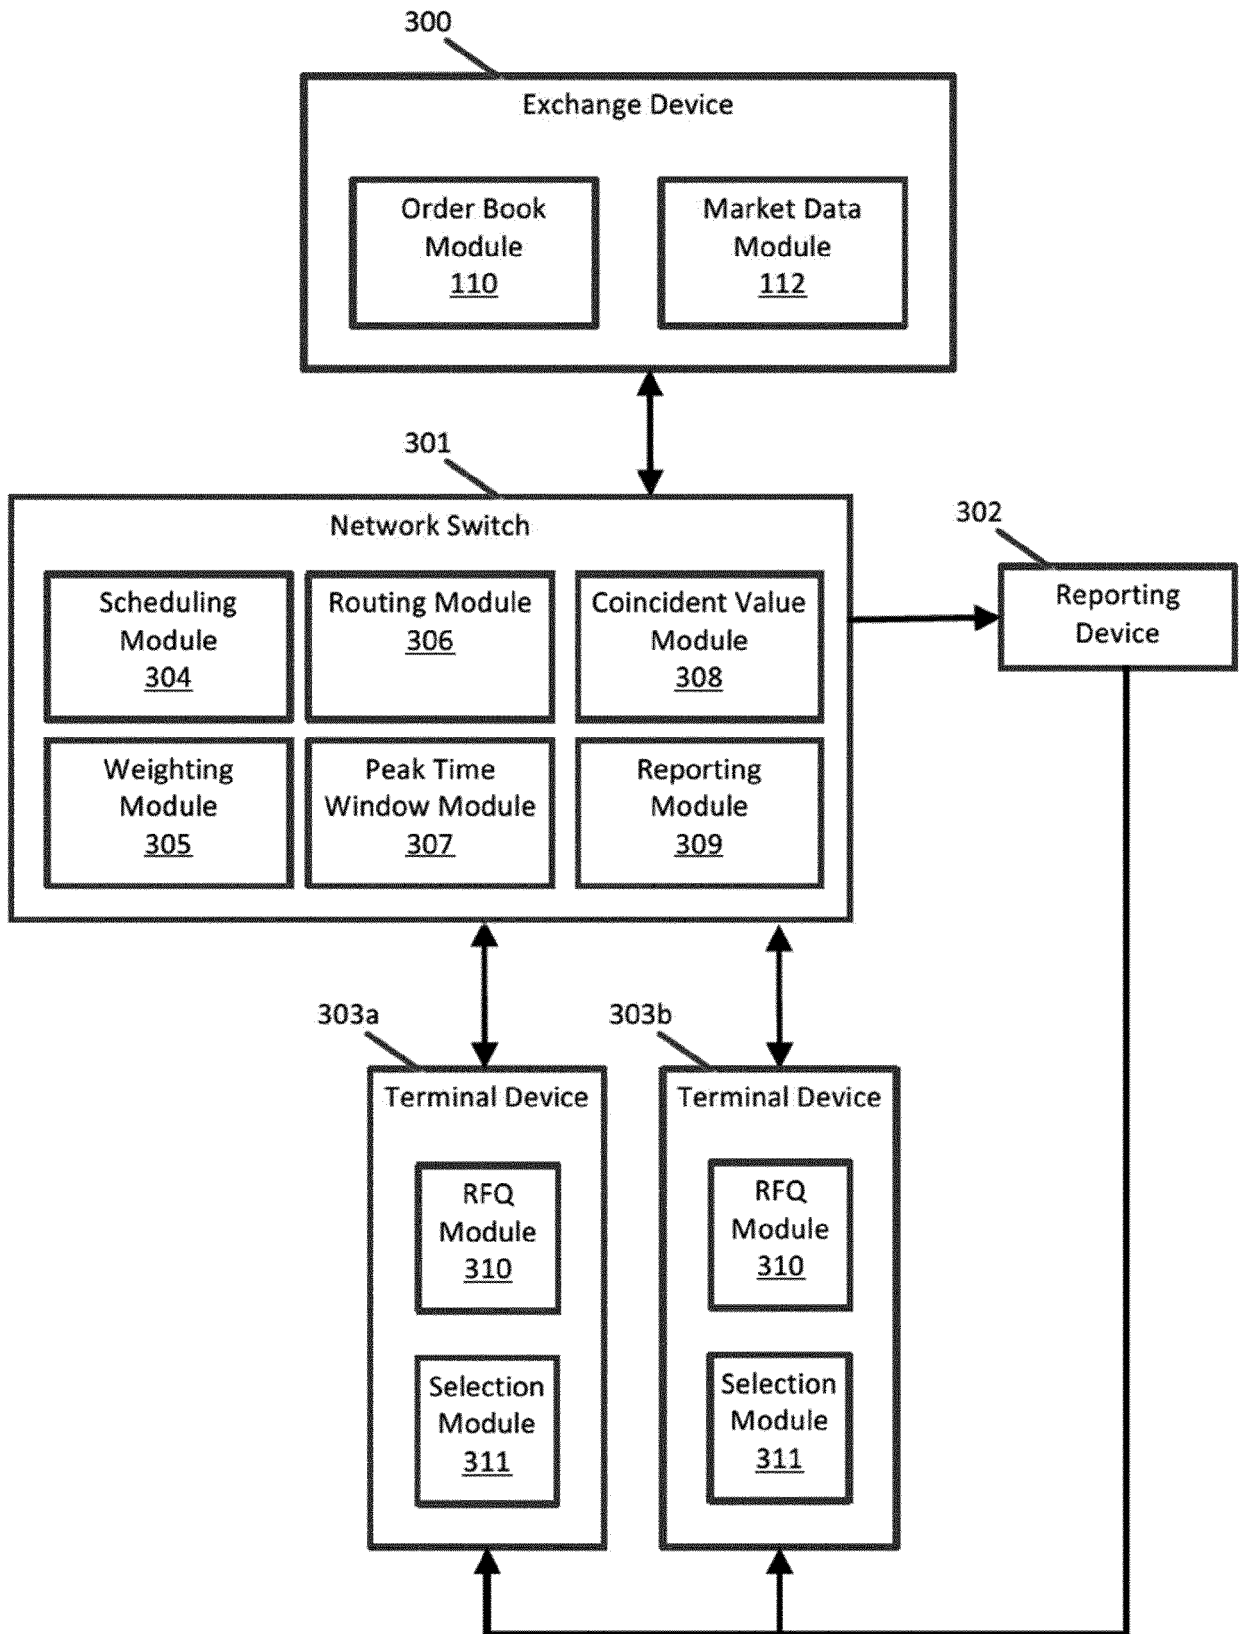 300
Exchange Device
Order Book
Module
110
Market Data
Module
112
301
Network Switch
302
Reporting
Device
Scheduling
Module
304
Routing Module
306
Coincident Value
Module
308
Weighting
Module
305
Peak Time
Window Module
307
Reporting
Module
309
303a
Terminal Device
RFQ
Module
310
Selection
Module
311
303b
Terminal Device
RFQ
Module
310
Selection
Module
311